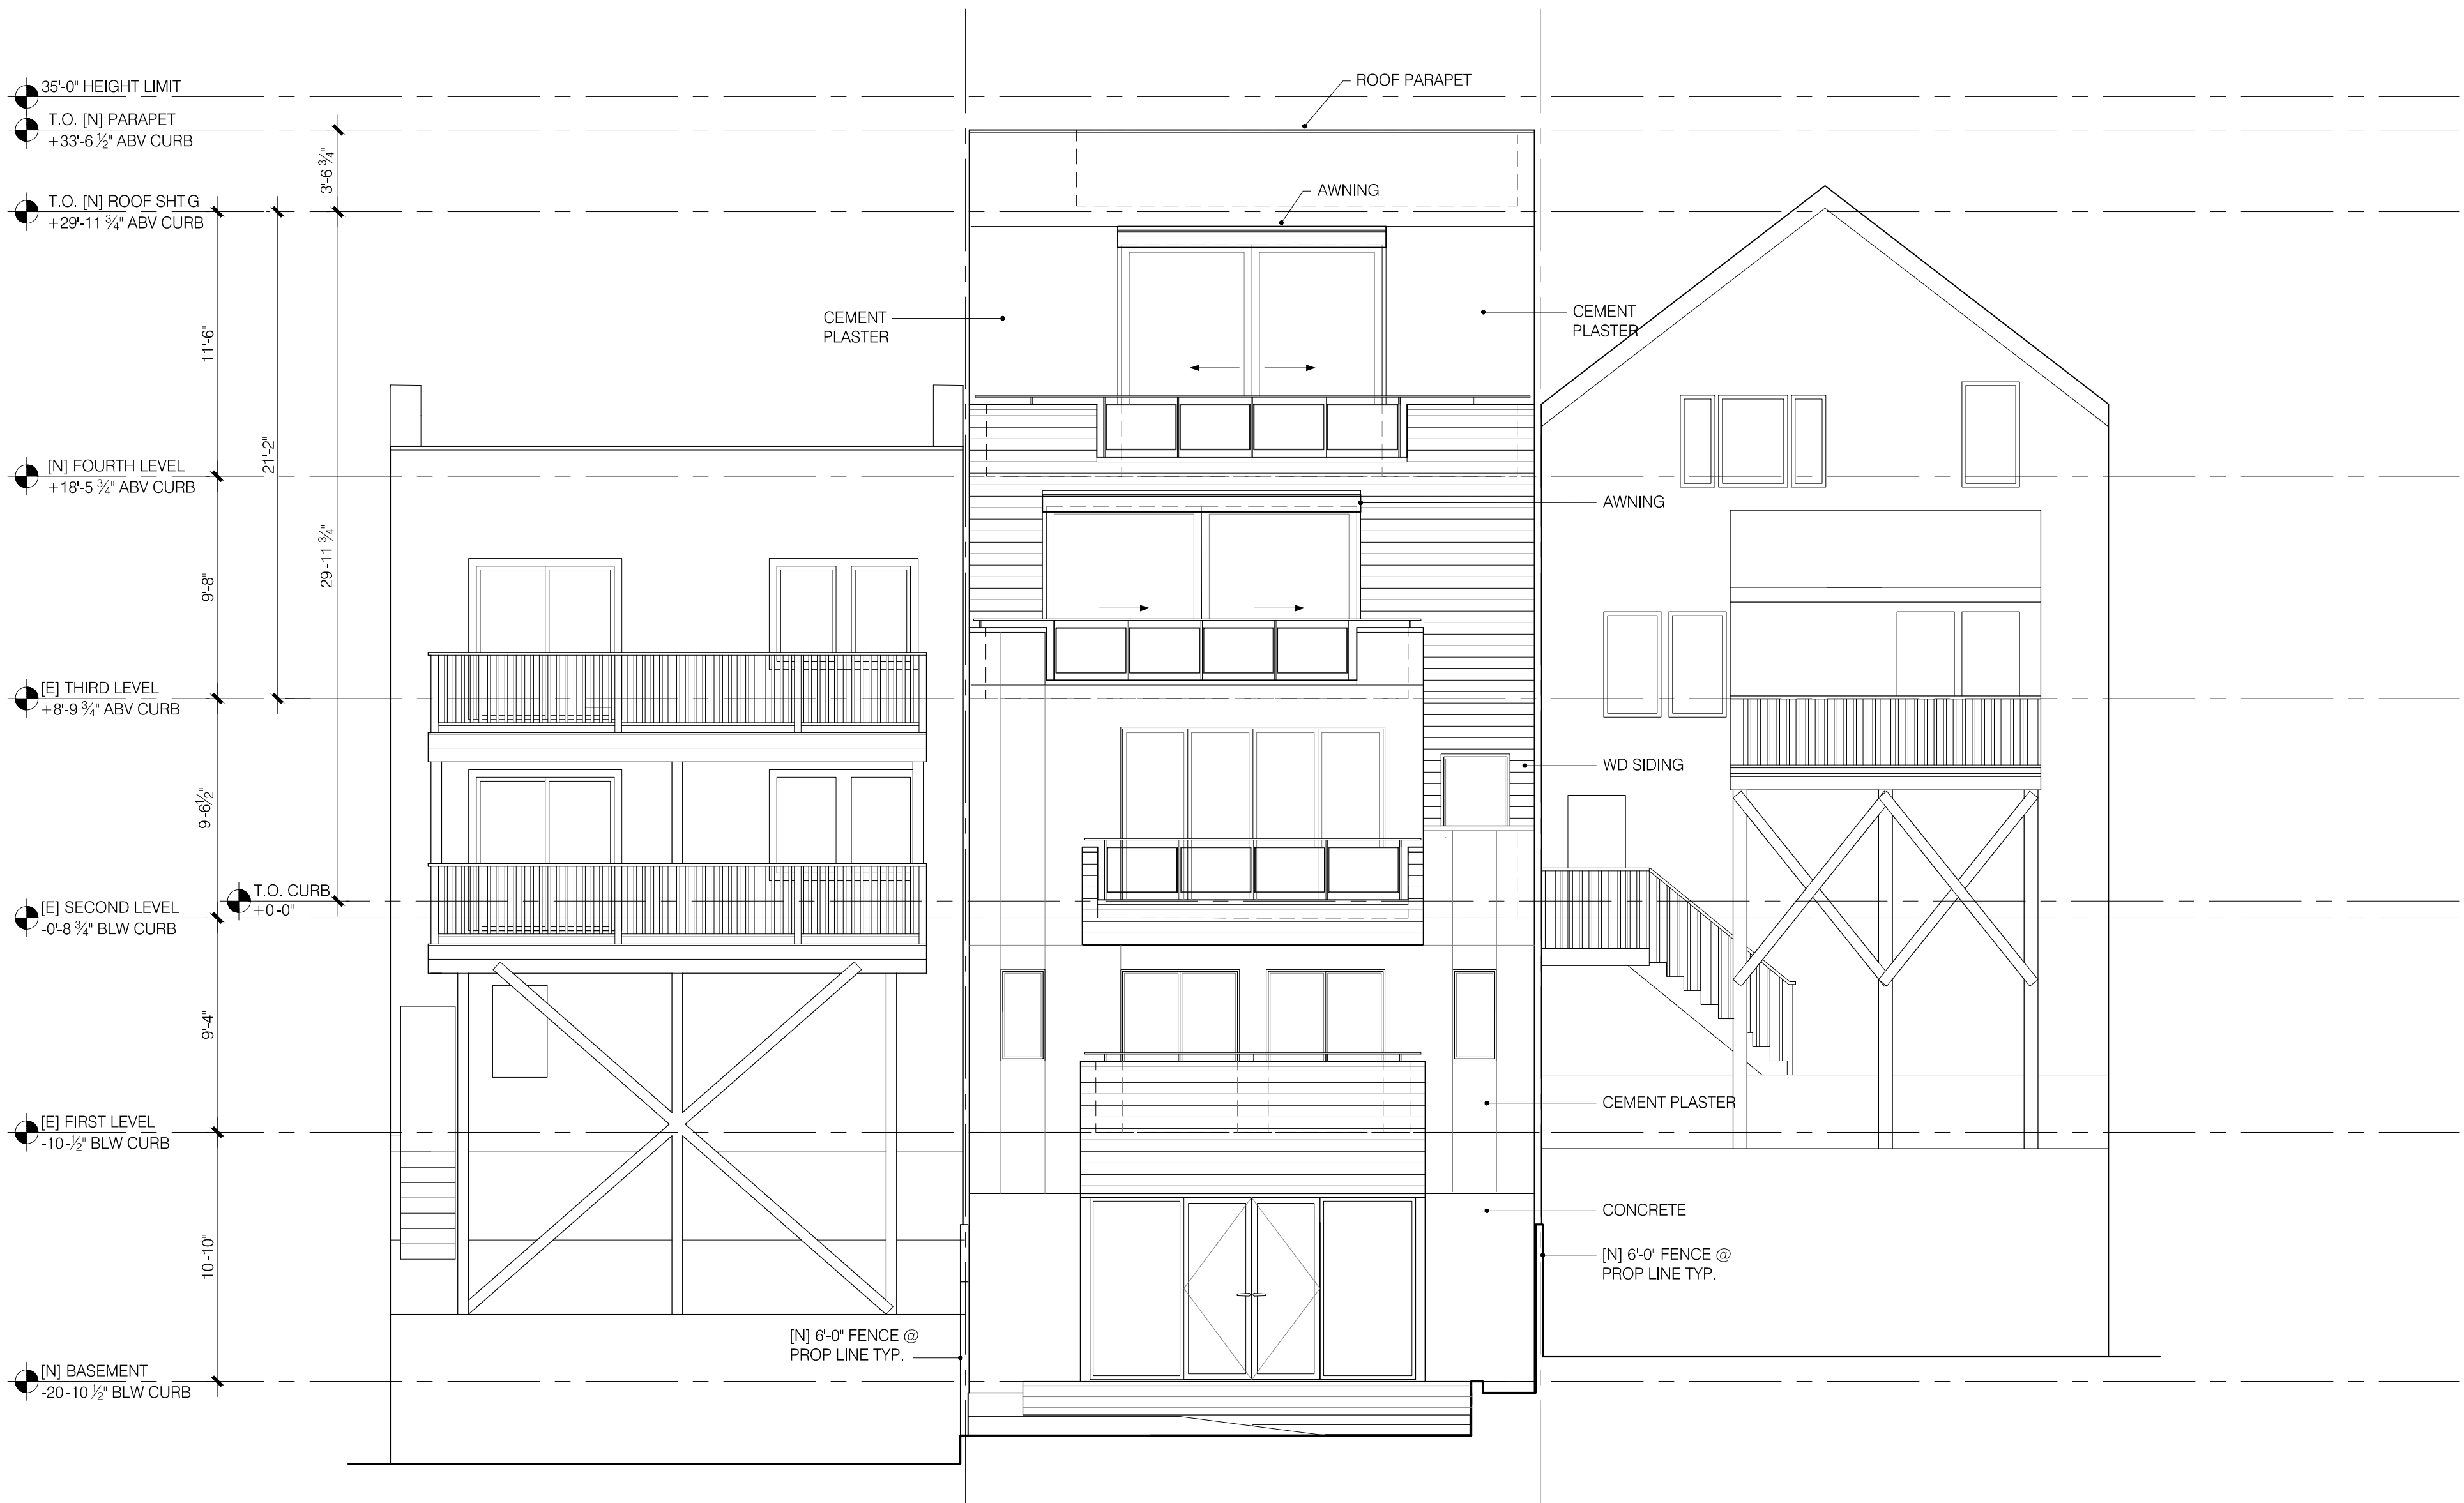 35'-0" HEIGHT LIMIT
T.O. [N] PARAPET
+33'-6 ½" ABV CURB
3'-6 ¾"
T.O. [N] ROOF SHT'G
+29'-11 ¾" ABV CURB
11'-6"
21'-2"
29'-11 ¾"
[N] FOURTH LEVEL
+18'-5 ¾" ABV CURB
9'-8"
[E] THIRD LEVEL
+8'-9 ¾" ABV CURB
9'-6½"
T.O. CURB
+0'-0"
[E] SECOND LEVEL
-0'-8 ¾" BLW CURB
9'-4"
[E] FIRST LEVEL
-10'-½" BLW CURB
10'-10"
[N] BASEMENT
-20'-10 ½" BLW CURB
ROOF PARAPET
AWNING
CEMENT
PLASTER
CEMENT
PLASTER
AWNING
WD SIDING
CEMENT PLASTER
CONCRETE
[N] 6'-0" FENCE @
PROP LINE TYP.
[N] 6'-0" FENCE @
PROP LINE TYP.